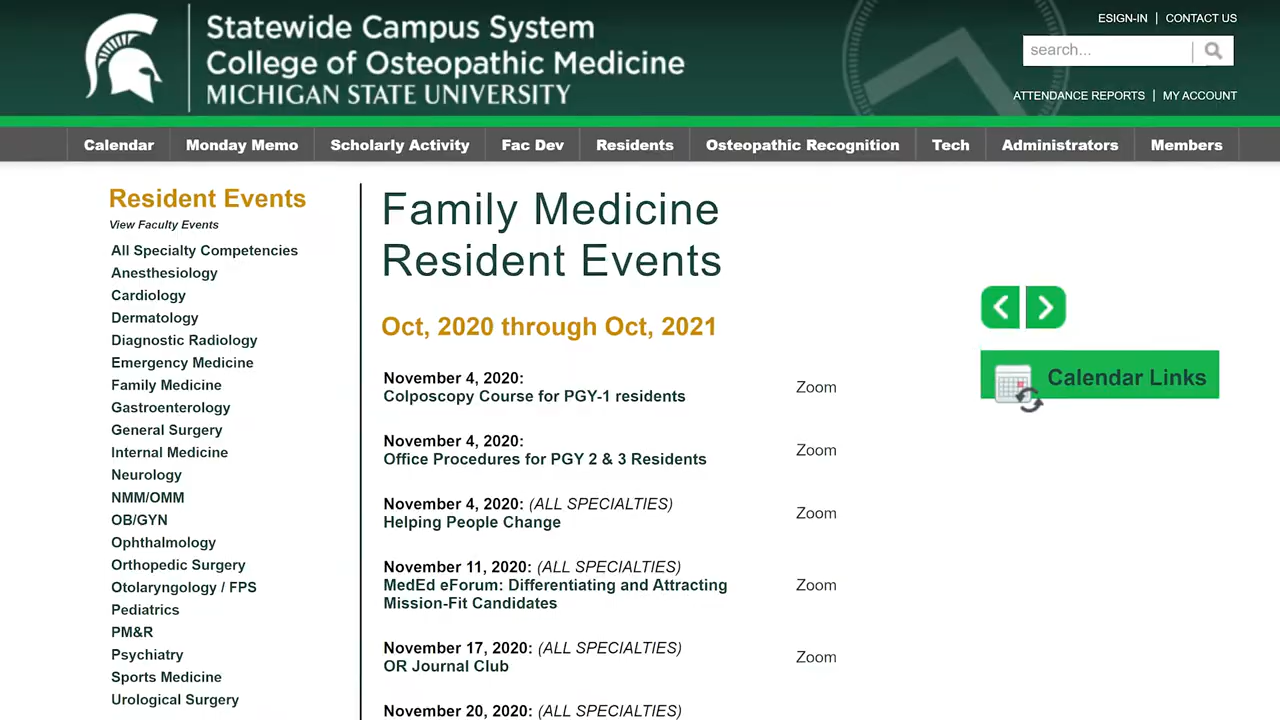 Statewide Campus System
College of Osteopathic Medicine
MICHIGAN STATE UNIVERSITY
ESIGN-IN | CONTACT US
search...
ATTENDANCE REPORTS | MY ACCOUNT
Calendar
Monday Memo
Scholarly Activity
Fac Dev
Residents
Osteopathic Recognition
Tech
Administrators
Members
Resident Events
View Faculty Events
All Specialty Competencies
Anesthesiology
Cardiology
Dermatology
Diagnostic Radiology
Emergency Medicine
Family Medicine
Gastroenterology
General Surgery
Internal Medicine
Neurology
NMM/OMM
OB/GYN
Ophthalmology
Orthopedic Surgery
Otolaryngology / FPS
Pediatrics
PM&R
Psychiatry
Sports Medicine
Urological Surgery
Family Medicine
Resident Events
Oct, 2020 through Oct, 2021
November 4, 2020:
Colposcopy Course for PGY-1 residents
Zoom
November 4, 2020:
Office Procedures for PGY 2 & 3 Residents
Zoom
November 4, 2020: (ALL SPECIALTIES)
Helping People Change
Zoom
November 11, 2020: (ALL SPECIALTIES)
MedEd eForum: Differentiating and Attracting
Mission-Fit Candidates
Zoom
November 17, 2020: (ALL SPECIALTIES)
OR Journal Club
Zoom
November 20, 2020: (ALL SPECIALTIES)
Calendar Links